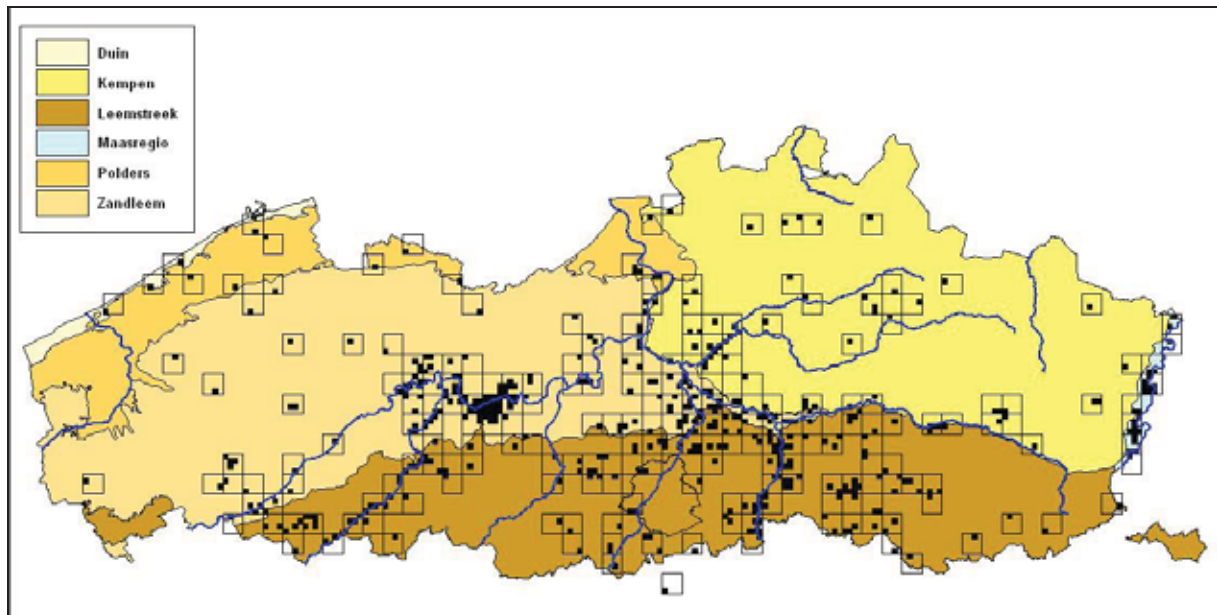 Duin
Kempen
Leemstreek
Maasregio
Polders
Zandleem